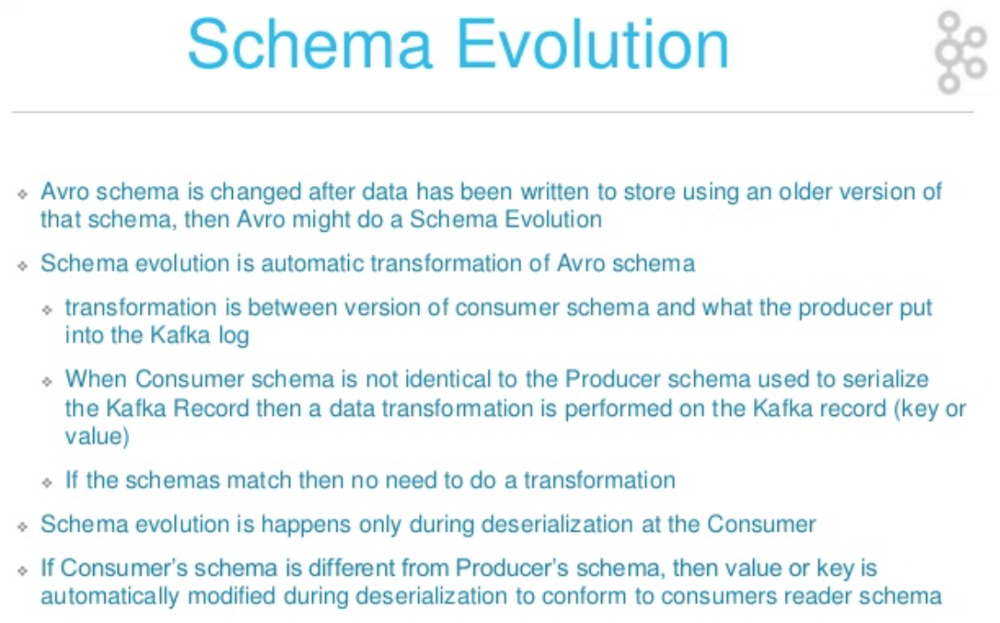 Schema Evolution
Avro schema is changed after data has been written to store using an older version of
that schema, then Avro might do a Schema Evolution
Schema evolution is automatic transformation of Avro schema
transformation is between version of consumer schema and what the producer put
into the Kafka log
When Consumer schema is not identical to the Producer schema used to serialize
the Kafka Record then a data transformation is performed on the Kafka record (key or
value)
If the schemas match then no need to do a transformation
Schema evolution is happens only during deserialization at the Consumer
If Consumer's schema is different from Producer's schema, then value or key is
automatically modified during deserialization to conform to consumers reader schema